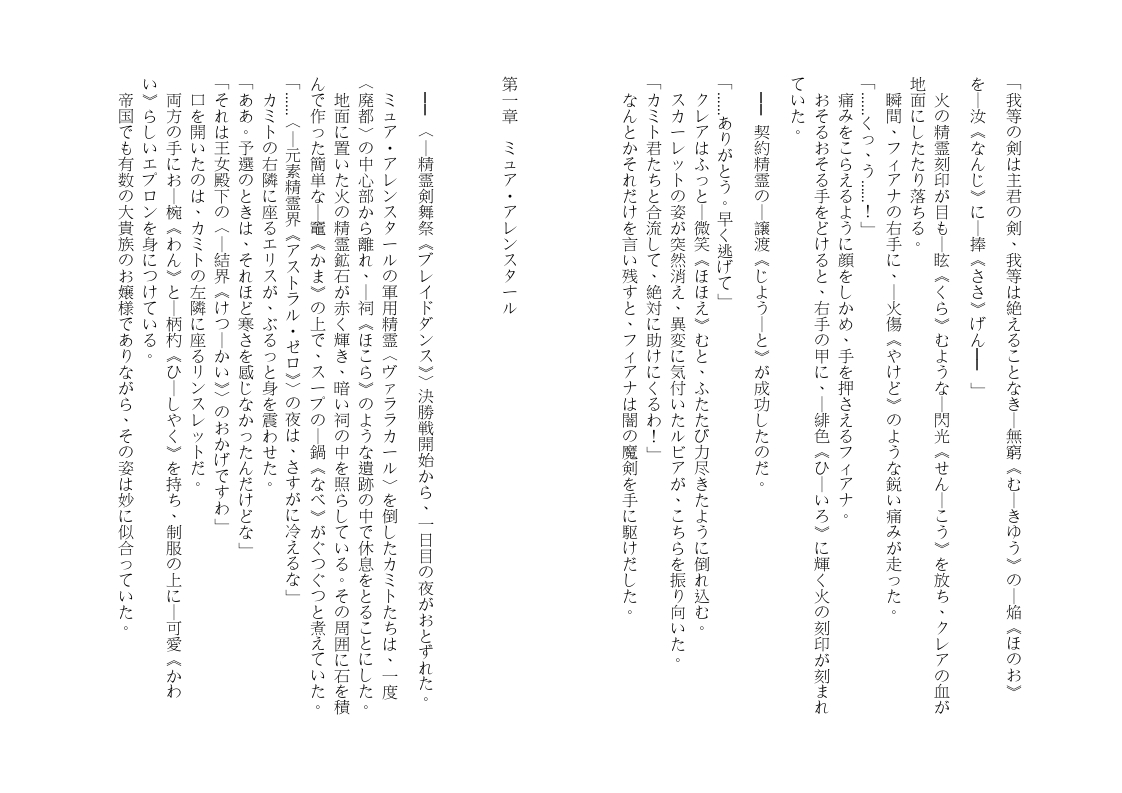 「我等の剣は主君の剣、我等は絶えることなき―無窮《む―きゆう》の―焔《ほのお》
を―汝《なんじ》に―捧《ささ》げん━━ 」
　火の精霊刻印が目も―眩《くら》むような―閃光《せん―こう》を放ち、クレアの血が
地面にしたたり落ちる。
　瞬間、フィアナの右手に、―火傷《やけど》のような鋭い痛みが走った。
「……くっ、う……！」
　痛みをこらえるように顔をしかめ、手を押さえるフィアナ。
　おそるおそる手をどけると、右手の甲に、―緋色《ひ―いろ》に輝く火の刻印が刻まれ
ていた。
　━━ 契約精霊の―譲渡《じよう―と》が成功したのだ。
「……ありがとう。早く逃げて」
　クレアはふっと―微笑《ほほえ》むと、ふたたび力尽きたように倒れ込む。
　スカーレットの姿が突然消え、異変に気付いたルビアが、こちらを振り向いた。
「カミト君たちと合流して、絶対に助けにくるわ！」
　なんとかそれだけを言い残すと、フィアナは闇の魔剣を手に駆けだした。
第一章　ミュア・アレンスタール
　━━ 〈―精霊剣舞祭《ブレイドダンス》〉決勝戦開始から、一日目の夜がおとずれた。
　ミュア・アレンスタールの軍用精霊〈ヴァララカール〉を倒したカミトたちは、一度
〈廃都〉の中心部から離れ、―祠《ほこら》のような遺跡の中で休息をとることにした。
　地面に置いた火の精霊鉱石が赤く輝き、暗い祠の中を照らしている。その周囲に石を積
んで作った簡単な―竈《かま》の上で、スープの―鍋《なべ》がぐつぐつと煮えていた。
「……〈―元素精霊界《アストラル・ゼロ》〉の夜は、さすがに冷えるな」
　カミトの右隣に座るエリスが、ぶるっと身を震わせた。
「ああ。予選のときは、それほど寒さを感じなかったんだけどな」
「それは王女殿下の〈―結界《けつ―かい》〉のおかげですわ」
　口を開いたのは、カミトの左隣に座るリンスレットだ。
　両方の手にお―椀《わん》と―柄杓《ひ―しやく》を持ち、制服の上に―可愛《かわ
い》らしいエプロンを身につけている。
　帝国でも有数の大貴族のお嬢様でありながら、その姿は妙に似合っていた。